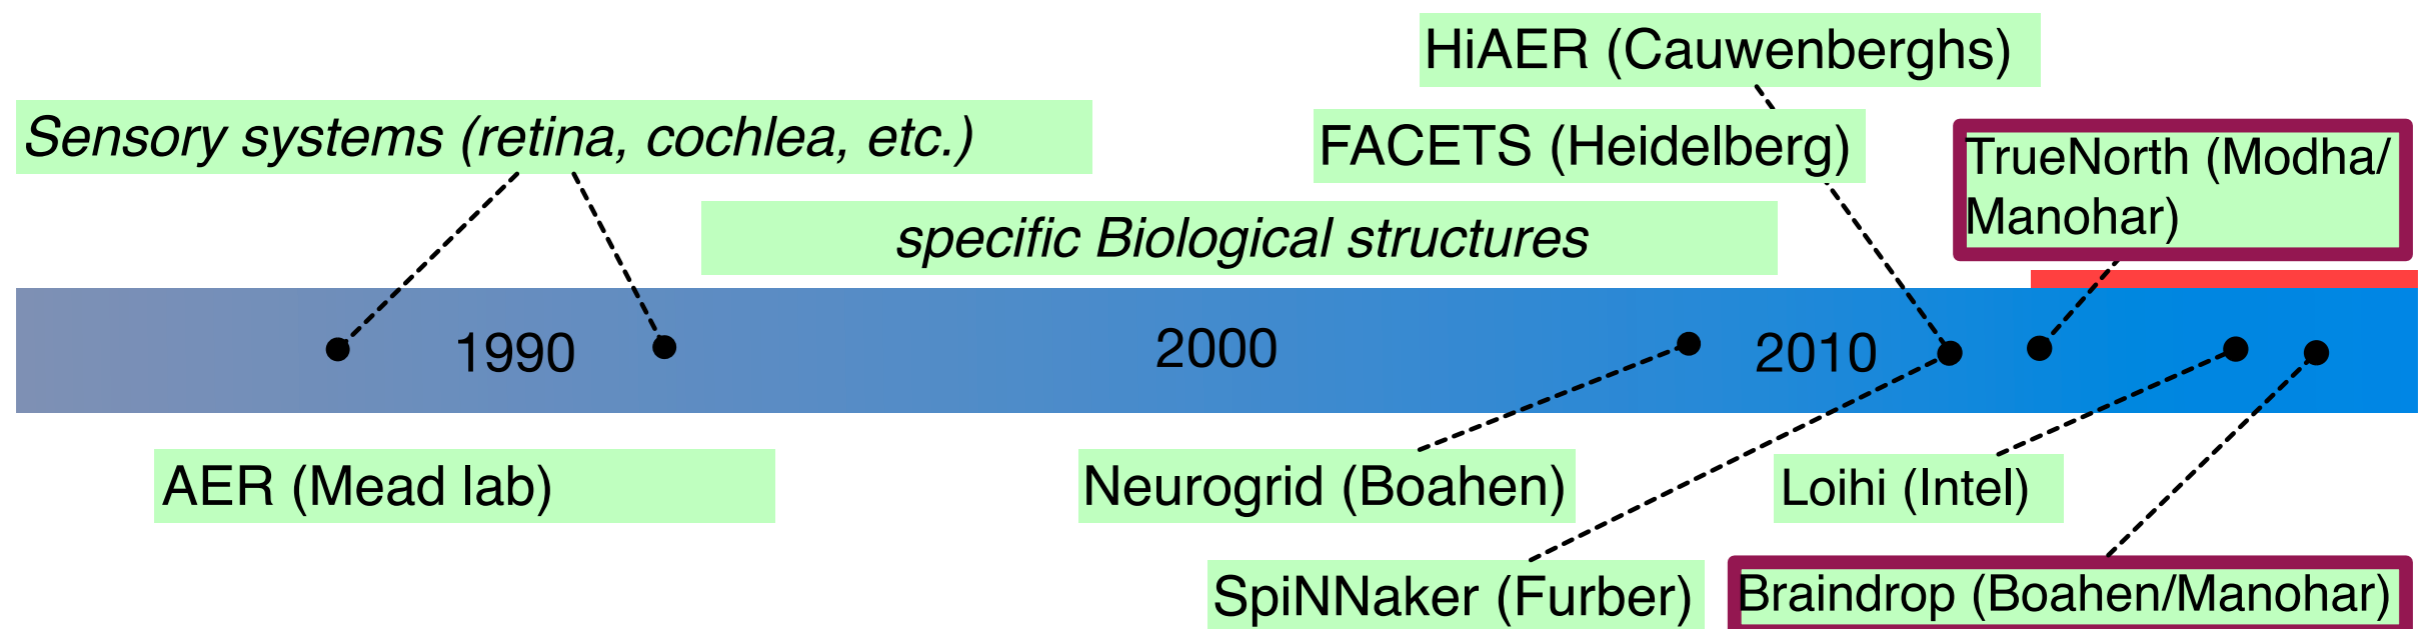 HiAER (Cauwenberghs)
Sensory systems (retina, cochlea, etc.)
FACETS (Heidelberg)
TrueNorth (Modha/
Manohar)
specific Biological structures
1990
2000
2010
AER (Mead lab)
Neurogrid (Boahen)
Loihi (Intel)
SpiNNaker (Furber)
Braindrop (Boahen/Manohar)